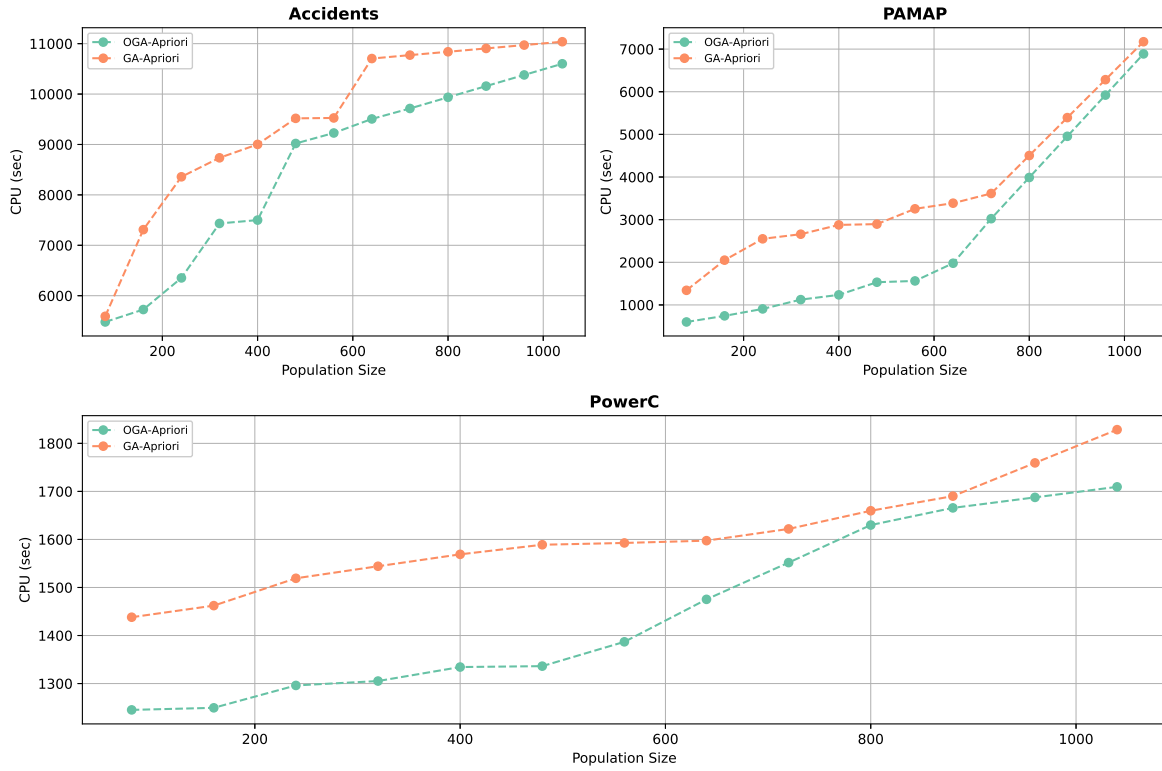 Accidents
OGA-Apriori
GA-Apriori
11000
10000
9000
8000
7000
6000
CPU (sec)
200 400 600 800 1000
Population Size
PAMAP
OGA-Apriori
GA-Apriori
7000
6000
5000
4000
3000
2000
1000
CPU (sec)
200 400 600 800 1000
Population Size
PowerC
OGA-Apriori
GA-Apriori
1800
1700
1600
1500
1400
1300
CPU (sec)
200 400 600 800 1000
Population Size